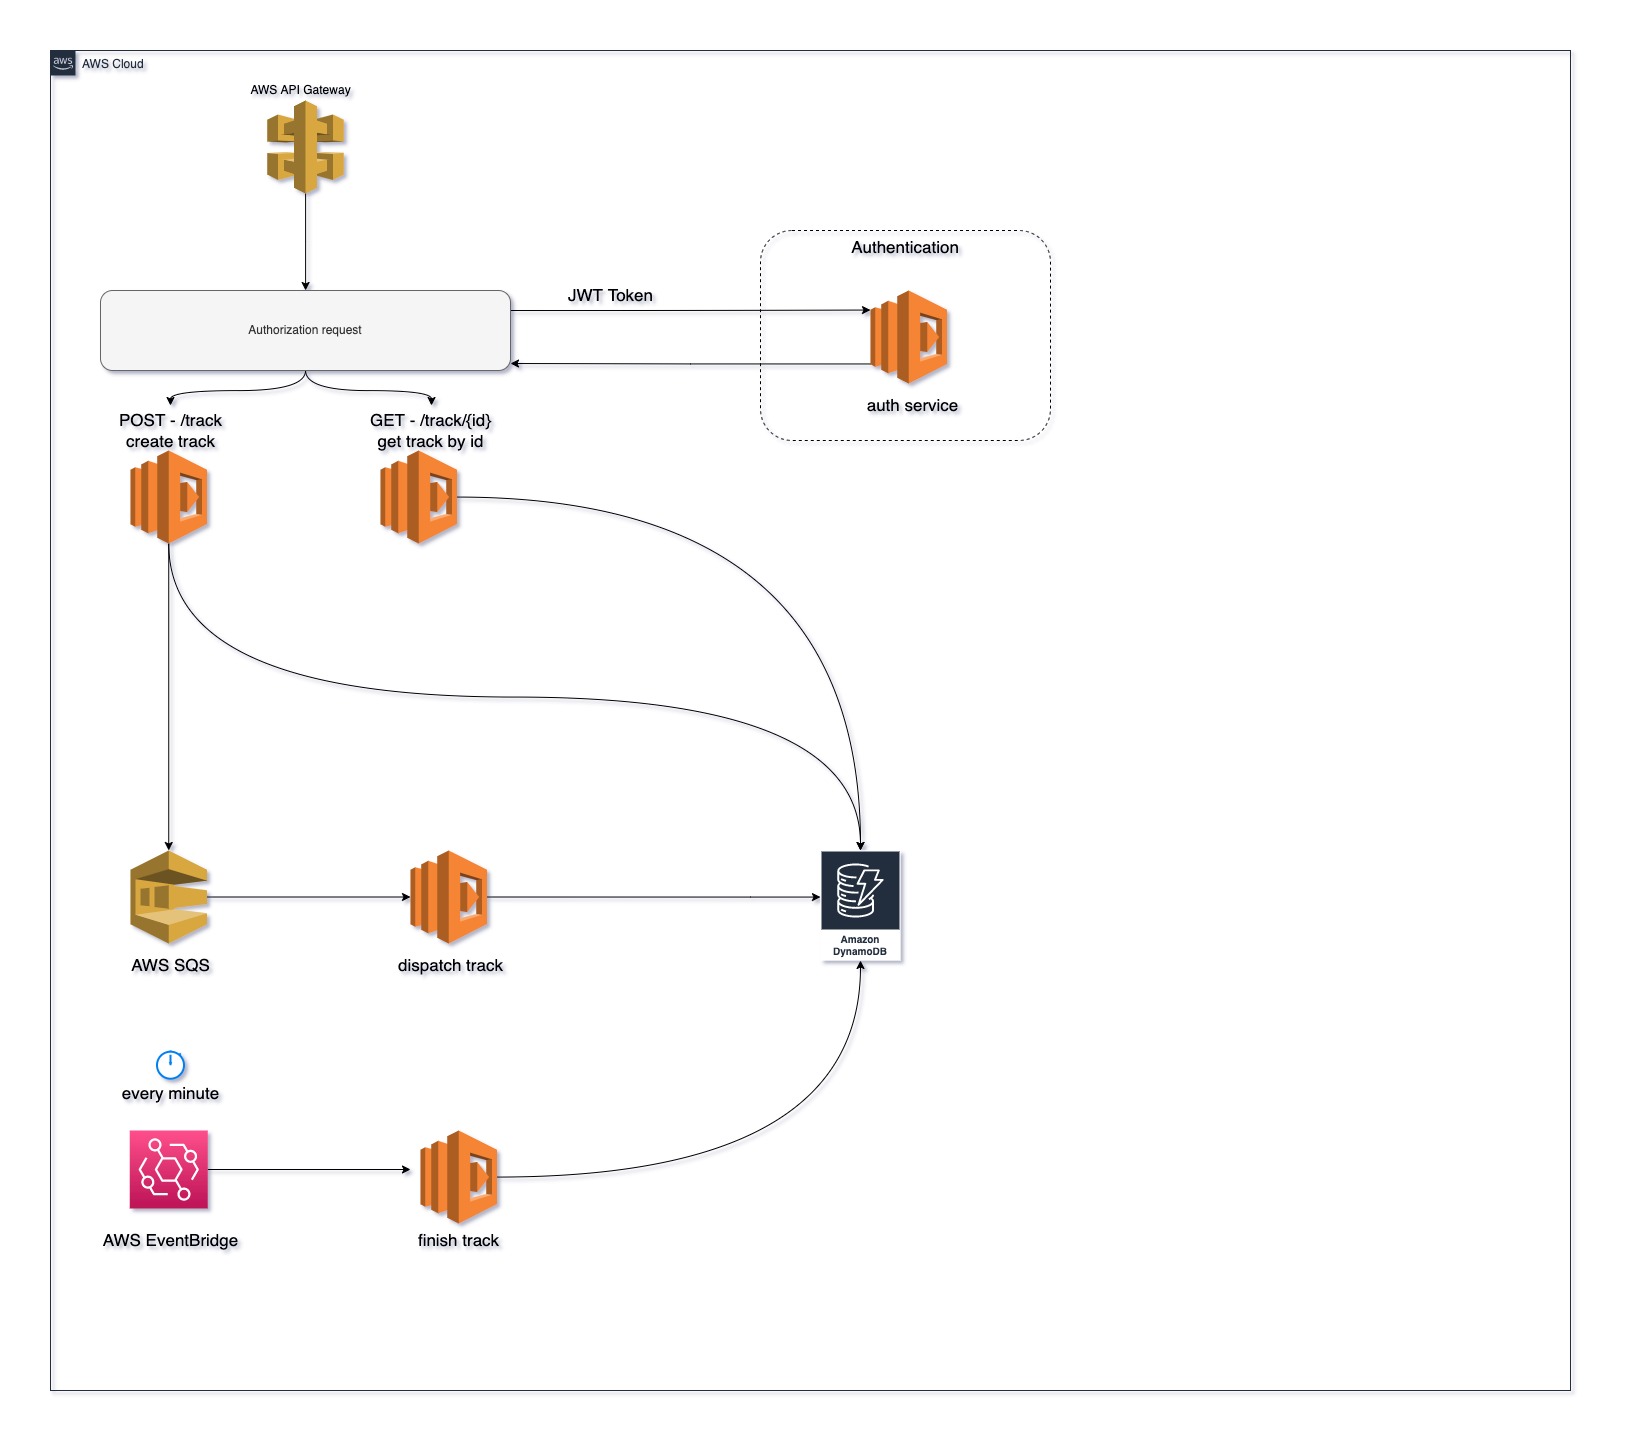 aws
AWS Cloud
AWS API Gateway
Authentication
JWT Token
Authorization request
auth service
POST - /track
create track
GET - /track/{id}
get track by id
Amazon
DynamoDB
AWS SQS
dispatch track
every minute
AWS EventBridge
finish track